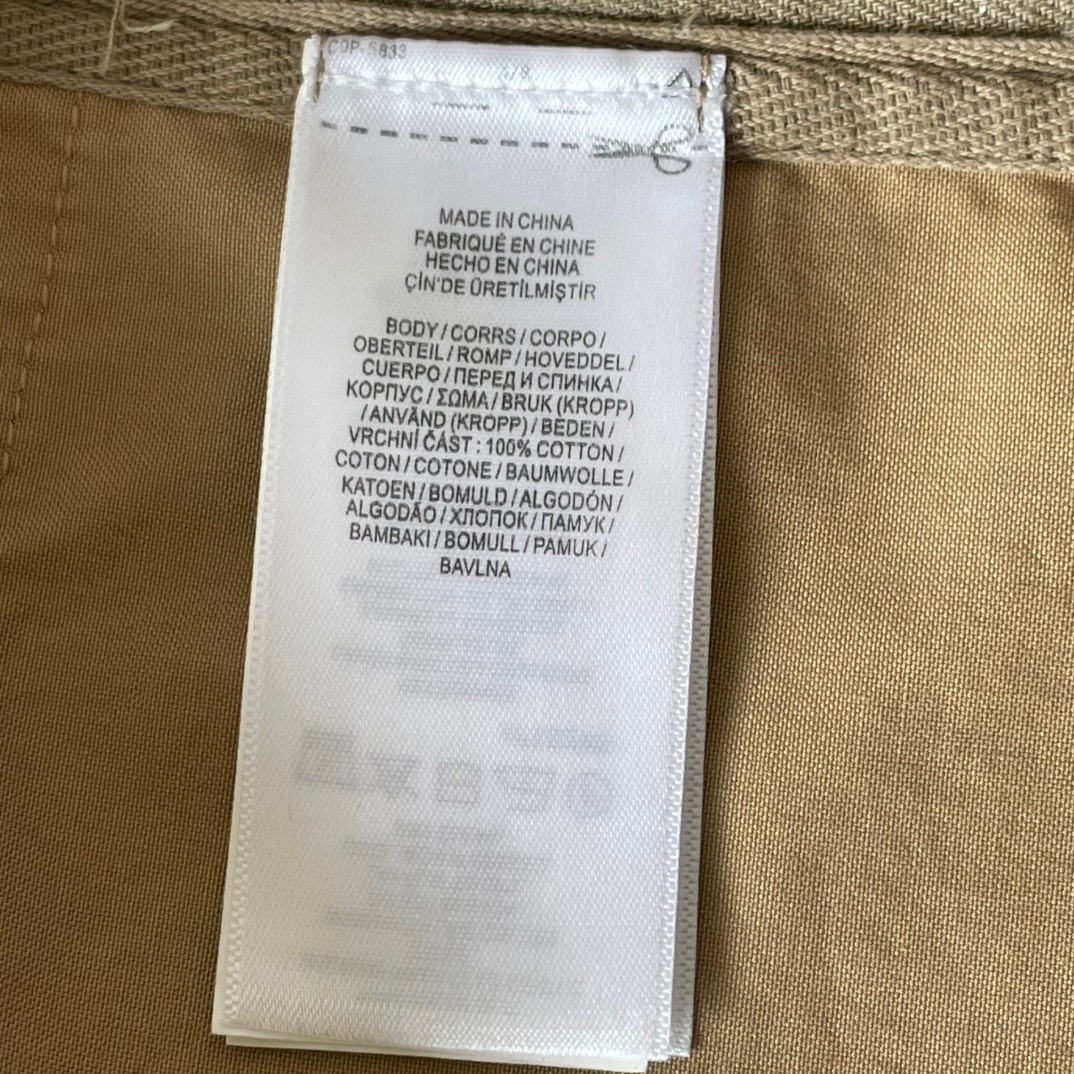 COP-5833
MADE IN CHINA
FABRIQUÉ EN CHINE
HECHO EN CHINA
ÇİN'DE ÜRETİLMİŞTİR
BODY / CORRS / CORPO /
OBERTEIL / ROMP / HOVEDDEL /
CUERPO / ПЕРЕД И СПИНКА /
КОРПУС / ΣΩΜΑ / BRUK (KROPP)
/ ANVÄND (KROPP) / BEDEN /
VRCHNÍ ČÁST : 100% COTTON /
COTON / COTONE / BAUMWOLLE /
KATOEN / BOMULD / ALGODÓN /
ALGODÃO / ХЛОПОК / ПАМУК /
BAMBAKI / BOMULL / PAMUK /
BAVLNA